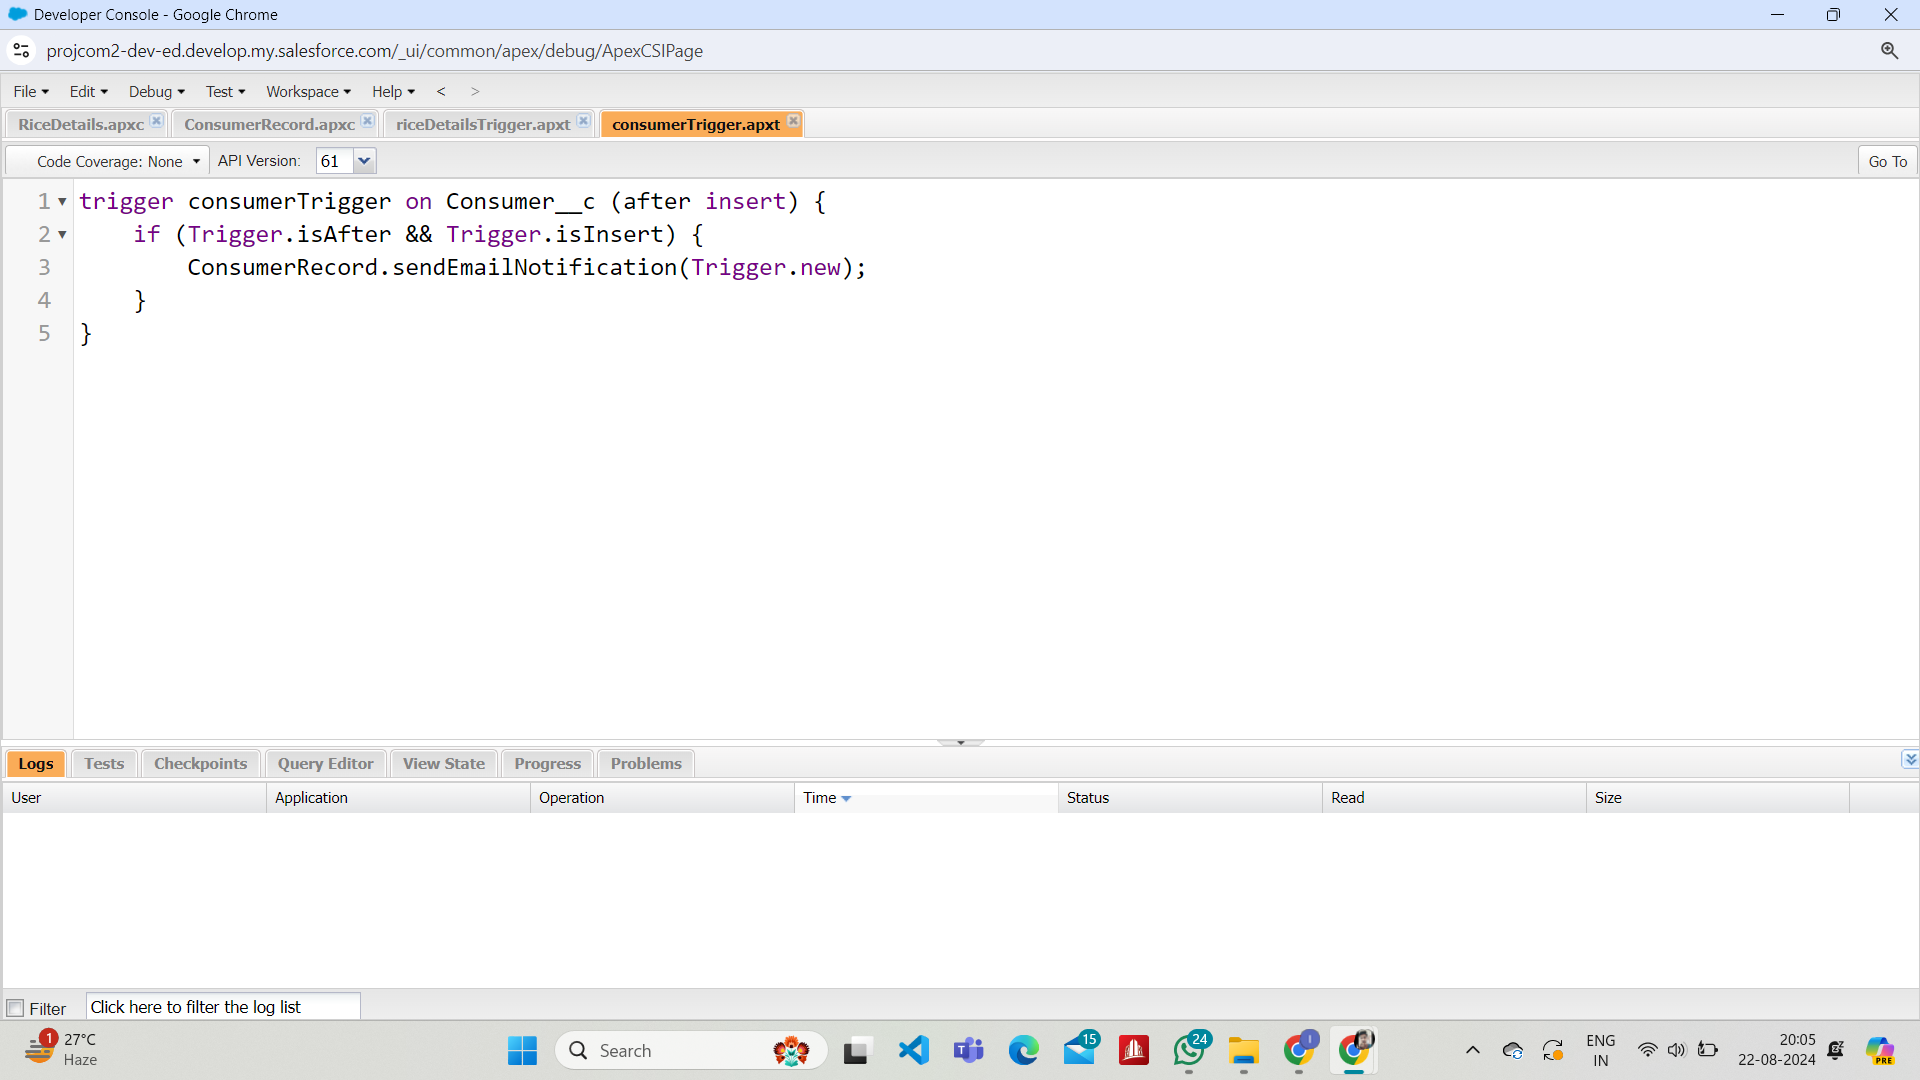 Developer Console - Google Chrome
projcom2-dev-ed.develop.my.salesforce.com/_ui/common/apex/debug/ApexCSIPage
File Edit Debug Test Workspace Help < >
RiceDetails.apxc ConsumerRecord.apxc riceDetailsTrigger.apxt consumerTrigger.apxt
Code Coverage: None API Version: 61 Go To
1 trigger consumerTrigger on Consumer__c (after insert) {
2 if (Trigger.isAfter && Trigger.isInsert) {
3 ConsumerRecord.sendEmailNotification(Trigger.new);
4 }
5 }
Logs Tests Checkpoints Query Editor View State Progress Problems
User Application Operation Time Status Read Size
Filter Click here to filter the log list
1 27°C
Haze
Search
15
24
PRE
ENG
IN
20:05
22-08-2024